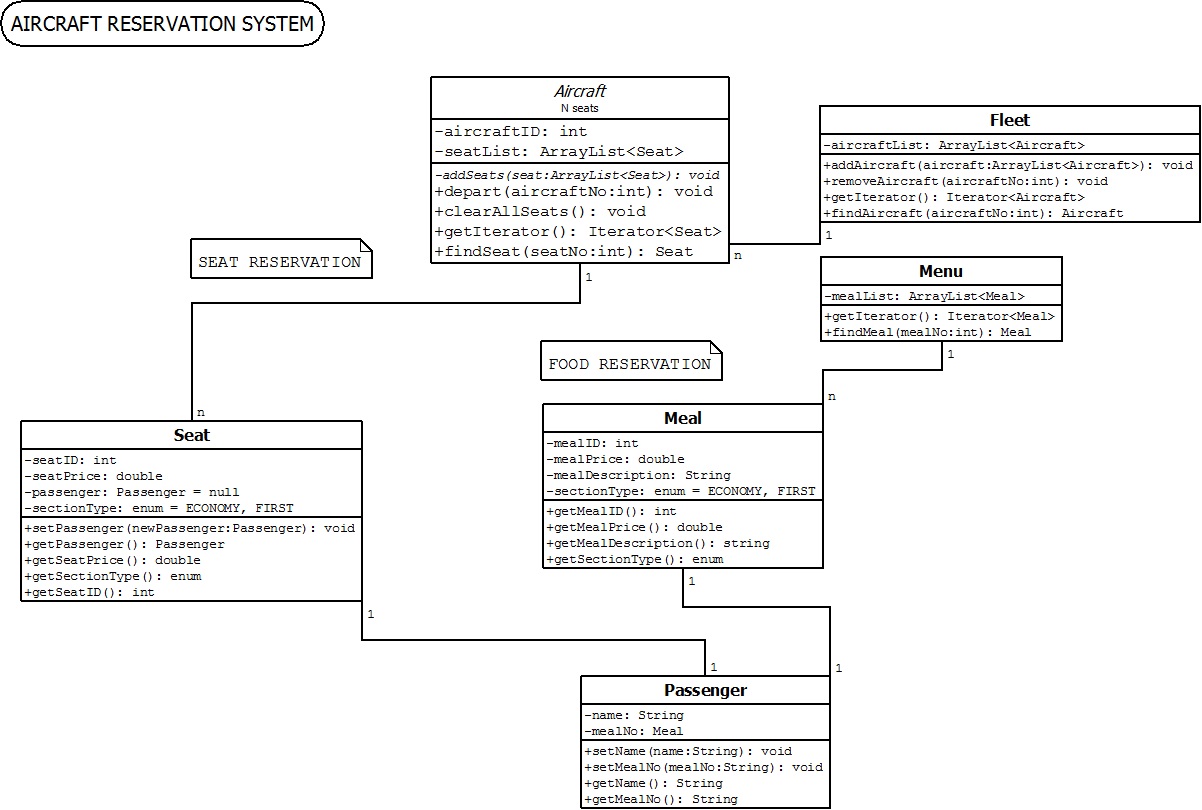 AIRCRAFT RESERVATION SYSTEM
Aircraft
N seats
-aircraftID: int
-seatList: ArrayList<Seat>
-addSeats(seat:ArrayList<Seat>): void
+depart(aircraftNo:int): void
+clearAllSeats(): void
+getIterator(): Iterator<Seat>
+findSeat(seatNo:int): Seat
Fleet
-aircraftList: ArrayList<Aircraft>
+addAircraft(aircraft:ArrayList<Aircraft>): void
+removeAircraft(aircraftNo:int): void
+getIterator(): Iterator<Aircraft>
+findAircraft(aircraftNo:int): Aircraft
1
n
1
SEAT RESERVATION
Menu
-mealList: ArrayList<Meal>
+getIterator(): Iterator<Meal>
+findMeal(mealNo:int): Meal
1
n
FOOD RESERVATION
n
Seat
-seatID: int
-seatPrice: double
-passenger: Passenger = null
-sectionType: enum = ECONOMY, FIRST
+setPassenger(newPassenger:Passenger): void
+getPassenger(): Passenger
+getSeatPrice(): double
+getSectionType(): enum
+getSeatID(): int
1
Meal
-mealID: int
-mealPrice: double
-mealDescription: String
-sectionType: enum = ECONOMY, FIRST
+getMealID(): int
+getMealPrice(): double
+getMealDescription(): string
+getSectionType(): enum
1
1
1
Passenger
-name: String
-mealNo: Meal
+setName(name:String): void
+setMealNo(mealNo:String): void
+getName(): String
+getMealNo(): String